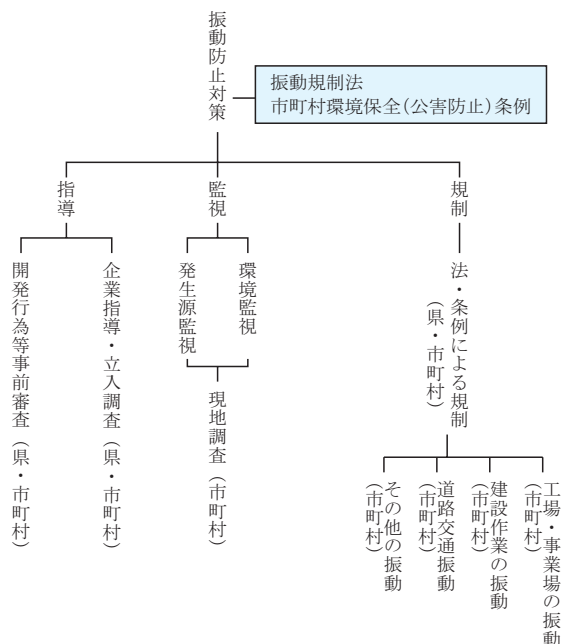 振動防止対策
振動規制法
市町村環境保全(公害防止)条例
規制
監視
指導
法・条例による規制
(県・市町村)
環境監視
発生源監視
企業指導・立入調査(県・市町村)
開発行為等事前審査(県・市町村)
現地調査(市町村)
工場・事業場の振動
(市町村)
建設作業の振動
(市町村)
道路交通振動
(市町村)
その他の振動
(市町村)